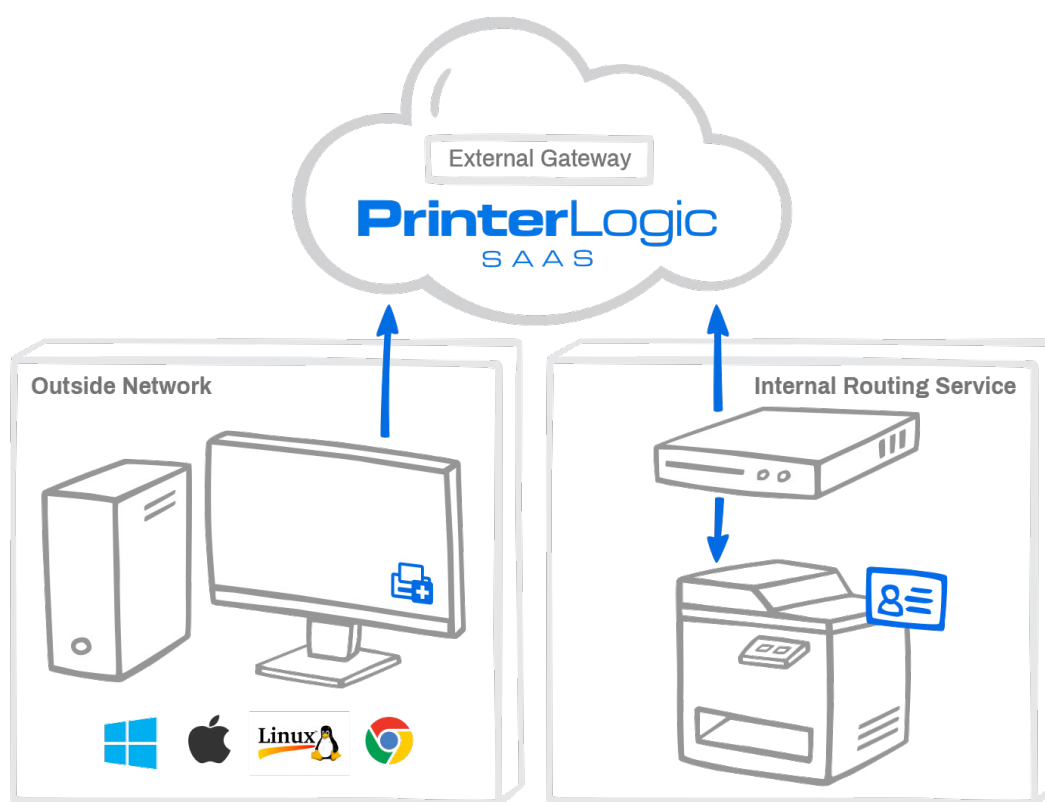 External Gateway
PrinterLogic
SAAS
Outside Network
Internal Routing Service
Linux